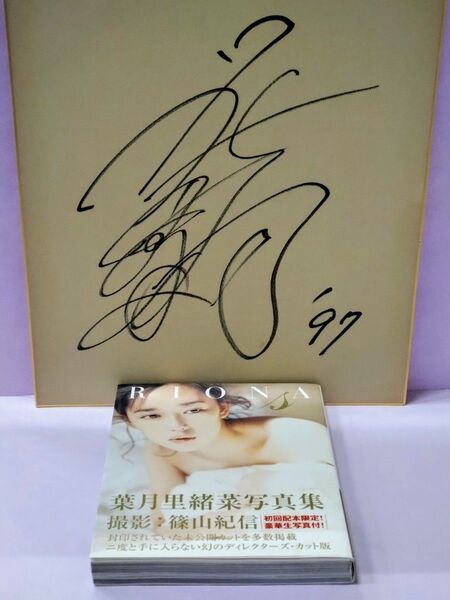 '97
RIONA
葉月里緒菜写真集
撮影:篠山紀信
初回配本限定!
豪華生写真付!
封印されていた未公開カットを多数掲載
二度と手に入らない幻のディレクターズ・カット版